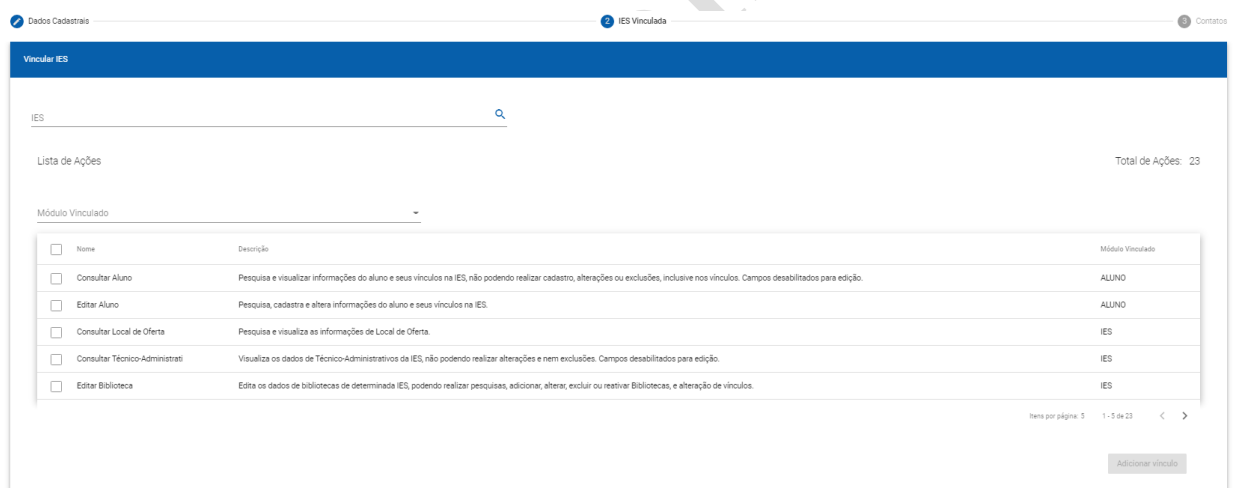 Dados Cadastrais
2 IES Vinculada
3 Contatos
Vincular IES
IES
Lista de Ações
Total de Ações: 23
Módulo Vinculado
Nome Descrição Módulo Vinculado
Consultar Aluno Pesquisa e visualizar informações do aluno e seus vínculos na IES, não podendo realizar cadastro, alterações ou exclusões, inclusive nos vínculos. Campos desabilitados para edição. ALUNO
Editar Aluno Pesquisa, cadastra e altera informações do aluno e seus vínculos na IES. ALUNO
Consultar Local de Oferta Pesquisa e visualiza as informações de Local de Oferta. IES
Consultar Técnico-Administrati Visualiza os dados de Técnico-Administrativos da IES, não podendo realizar alterações e nem exclusões. Campos desabilitados para edição. IES
Editar Biblioteca Edita os dados de bibliotecas de determinada IES, podendo realizar pesquisas, adicionar, alterar, excluir ou reativar Bibliotecas, e alteração de vínculos. IES
Itens por página: 5 1 - 5 de 23
Adicionar vínculo